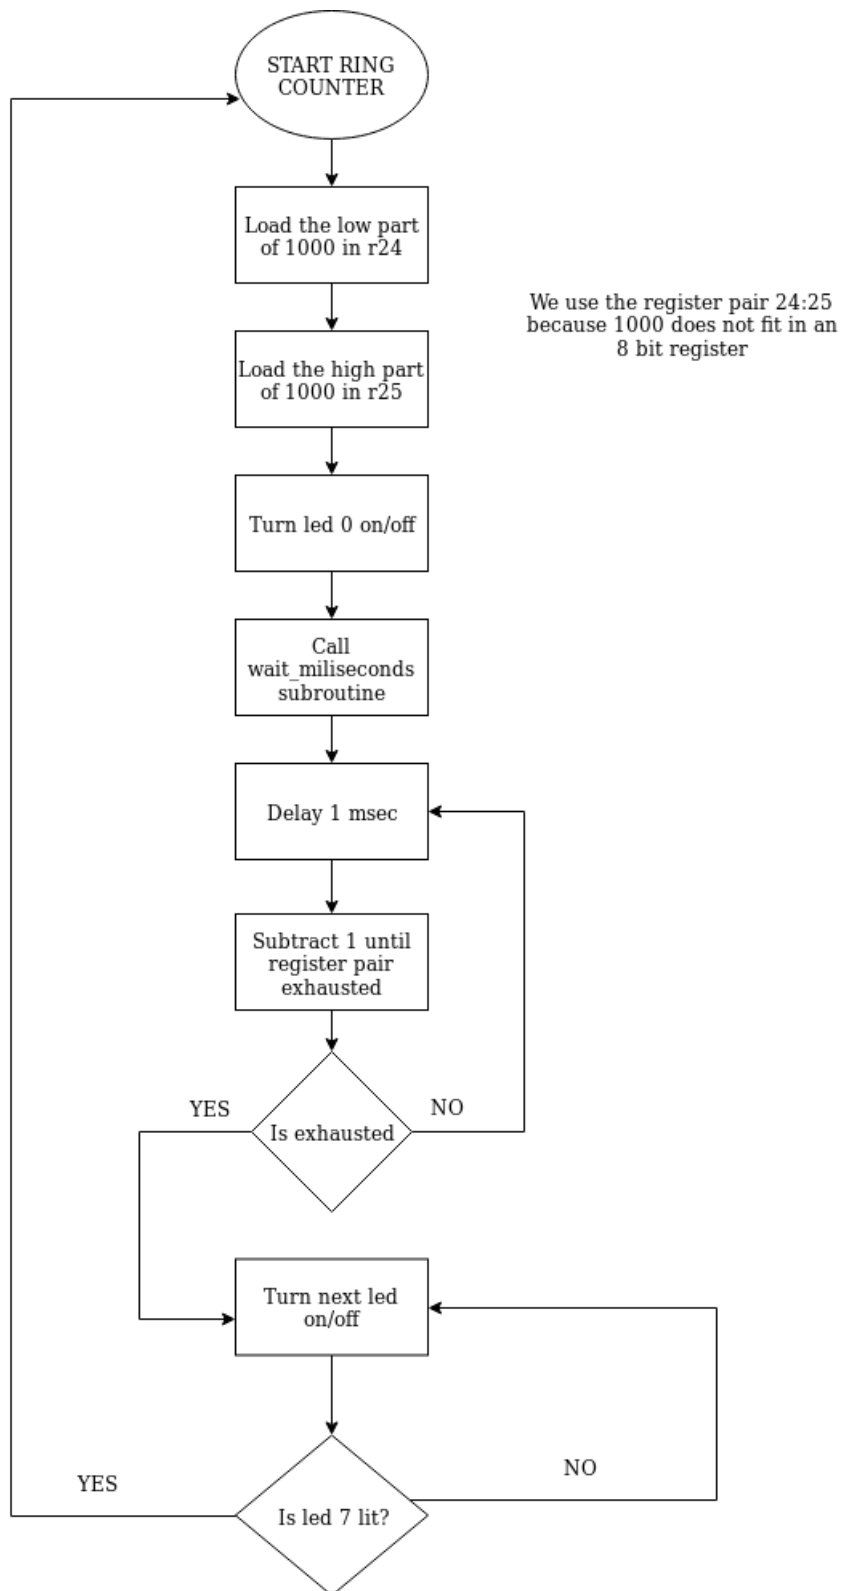 START RING
COUNTER
Load the low part
of 1000 in r24
We use the register pair 24:25
because 1000 does not fit in an
8 bit register
Load the high part
of 1000 in r25
Turn led 0 on/off
Call
wait_miliseconds
subroutine
Delay 1 msec
Subtract 1 until
register pair
exhausted
YES
NO
Is exhausted
Turn next led
on/off
NO
YES
Is led 7 lit?